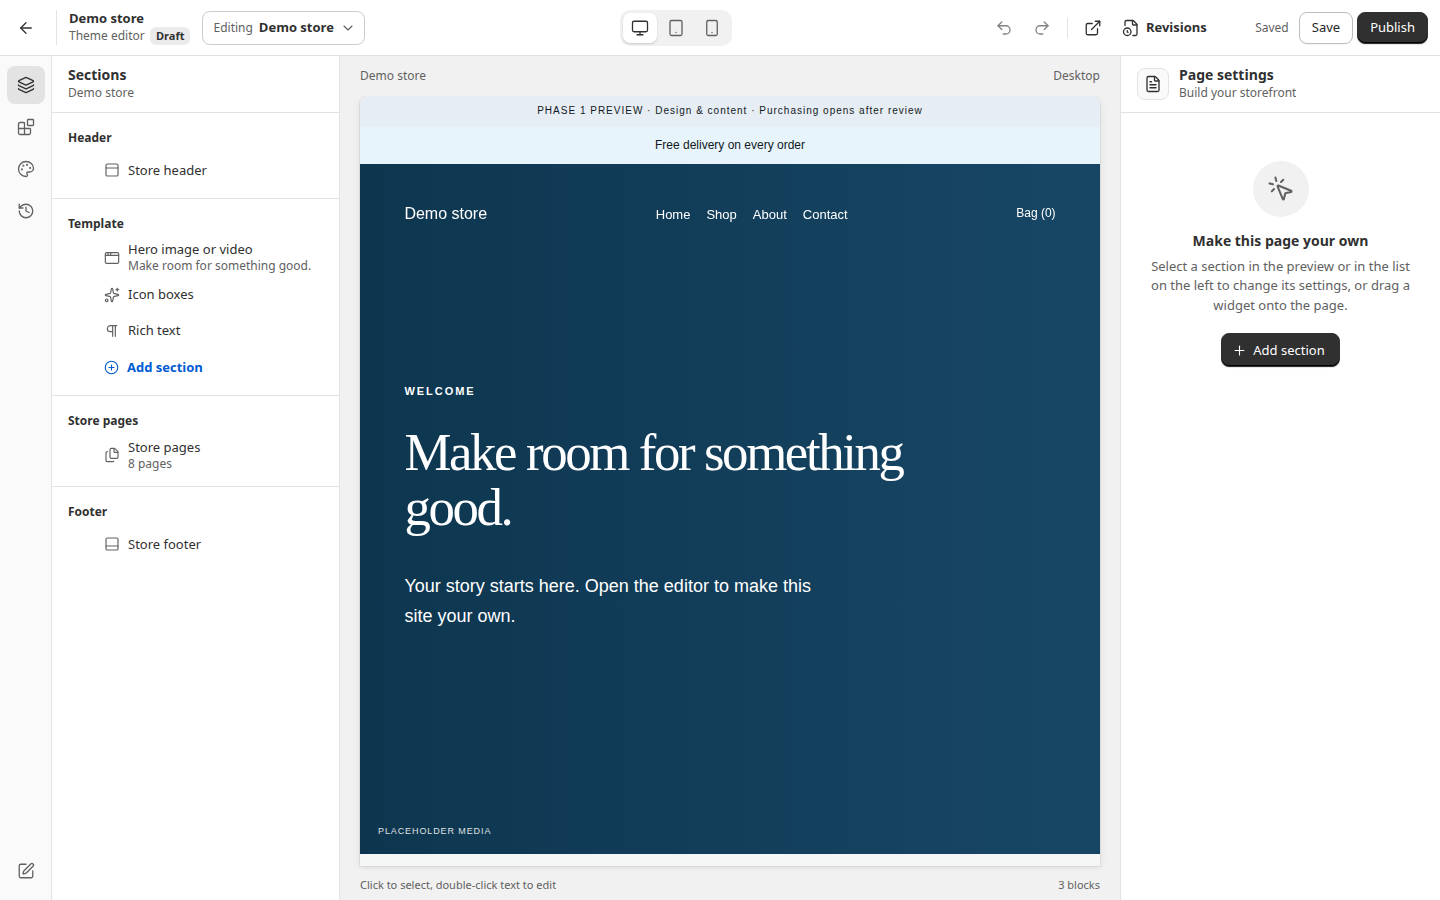 Demo store
Theme editor Draft
Editing Demo store
Revisions
Saved
Save
Publish
Sections
Demo store
Header
Store header
Template
Hero image or video
Make room for something good.
Icon boxes
Rich text
Add section
Store pages
Store pages
8 pages
Footer
Store footer
Demo store
Desktop
PHASE 1 PREVIEW · Design & content · Purchasing opens after review
Free delivery on every order
Demo store
Home Shop About Contact
Bag (0)
WELCOME
Make room for something
good.
Your story starts here. Open the editor to make this
site your own.
PLACEHOLDER MEDIA
Click to select, double-click text to edit
3 blocks
Page settings
Build your storefront
Make this page your own
Select a section in the preview or in the list
on the left to change its settings, or drag a
widget onto the page.
Add section